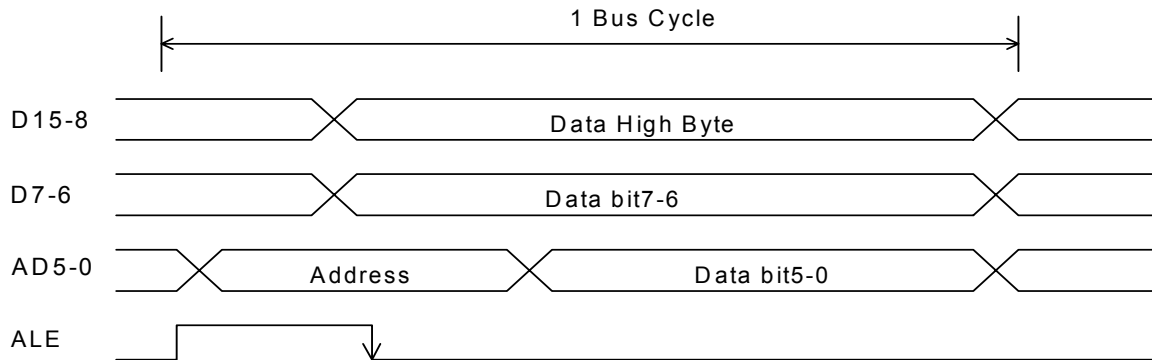 1 Bus Cycle
D15-8
Data High Byte
D7-6
Data bit7-6
AD5-0
Address
Data bit5-0
ALE